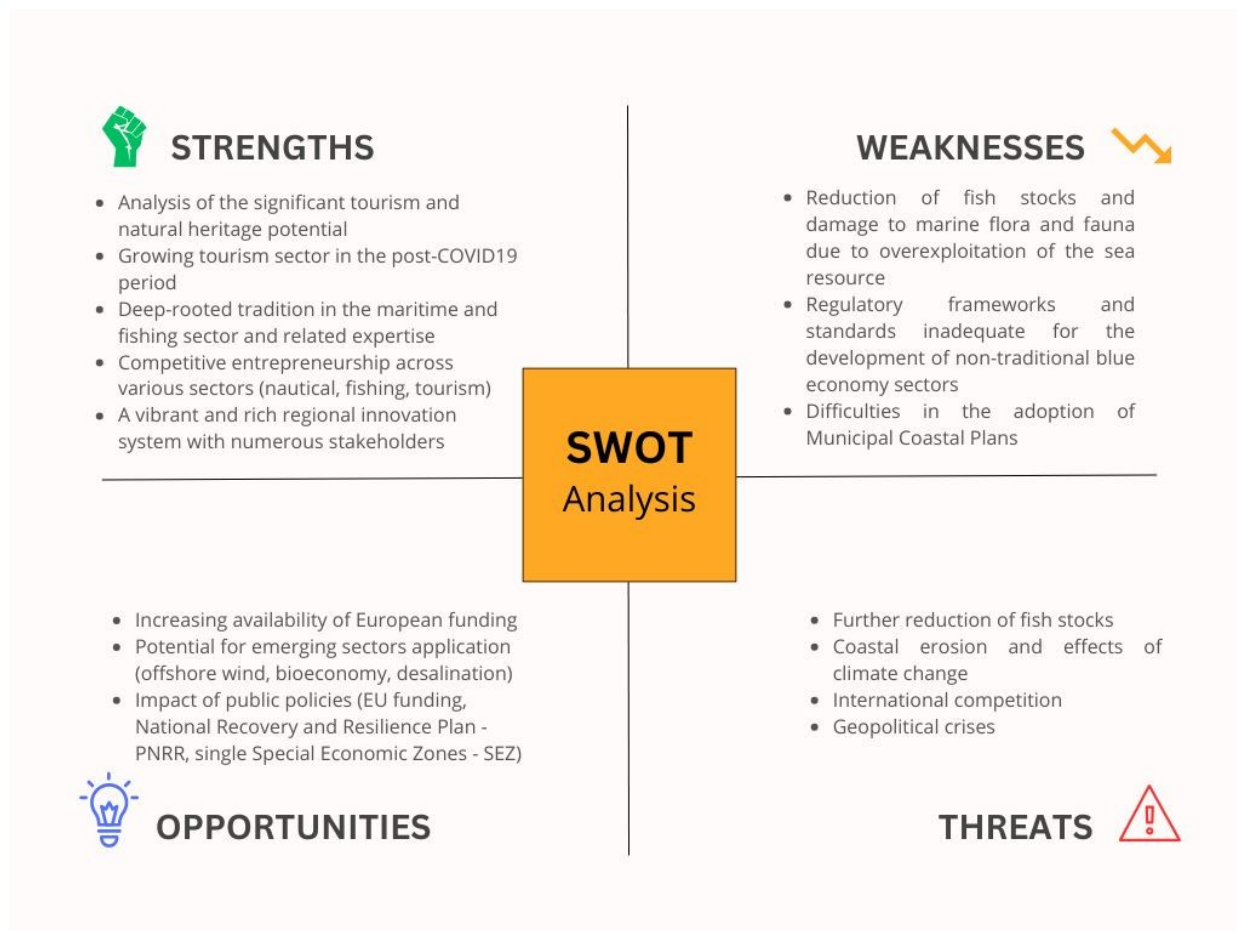 STRENGTHS
Analysis of the significant tourism and
natural heritage potential
Growing tourism sector in the post-COVID19
period
Deep-rooted tradition in the maritime and
fishing sector and related expertise
Competitive entrepreneurship across
various sectors (nautical, fishing, tourism)
A vibrant and rich regional innovation
system with numerous stakeholders
WEAKNESSES
Reduction of fish stocks and
damage to marine flora and fauna
due to overexploitation of the sea
resource
Regulatory frameworks and
standards inadequate for the
development of non-traditional blue
economy sectors
Difficulties in the adoption of
Municipal Coastal Plans
SWOT
Analysis
Increasing availability of European funding
Potential for emerging sectors application
(offshore wind, bioeconomy, desalination)
Impact of public policies (EU funding,
National Recovery and Resilience Plan -
PNRR, single Special Economic Zones - SEZ)
OPPORTUNITIES
Further reduction of fish stocks
Coastal erosion and effects of
climate change
International competition
Geopolitical crises
THREATS